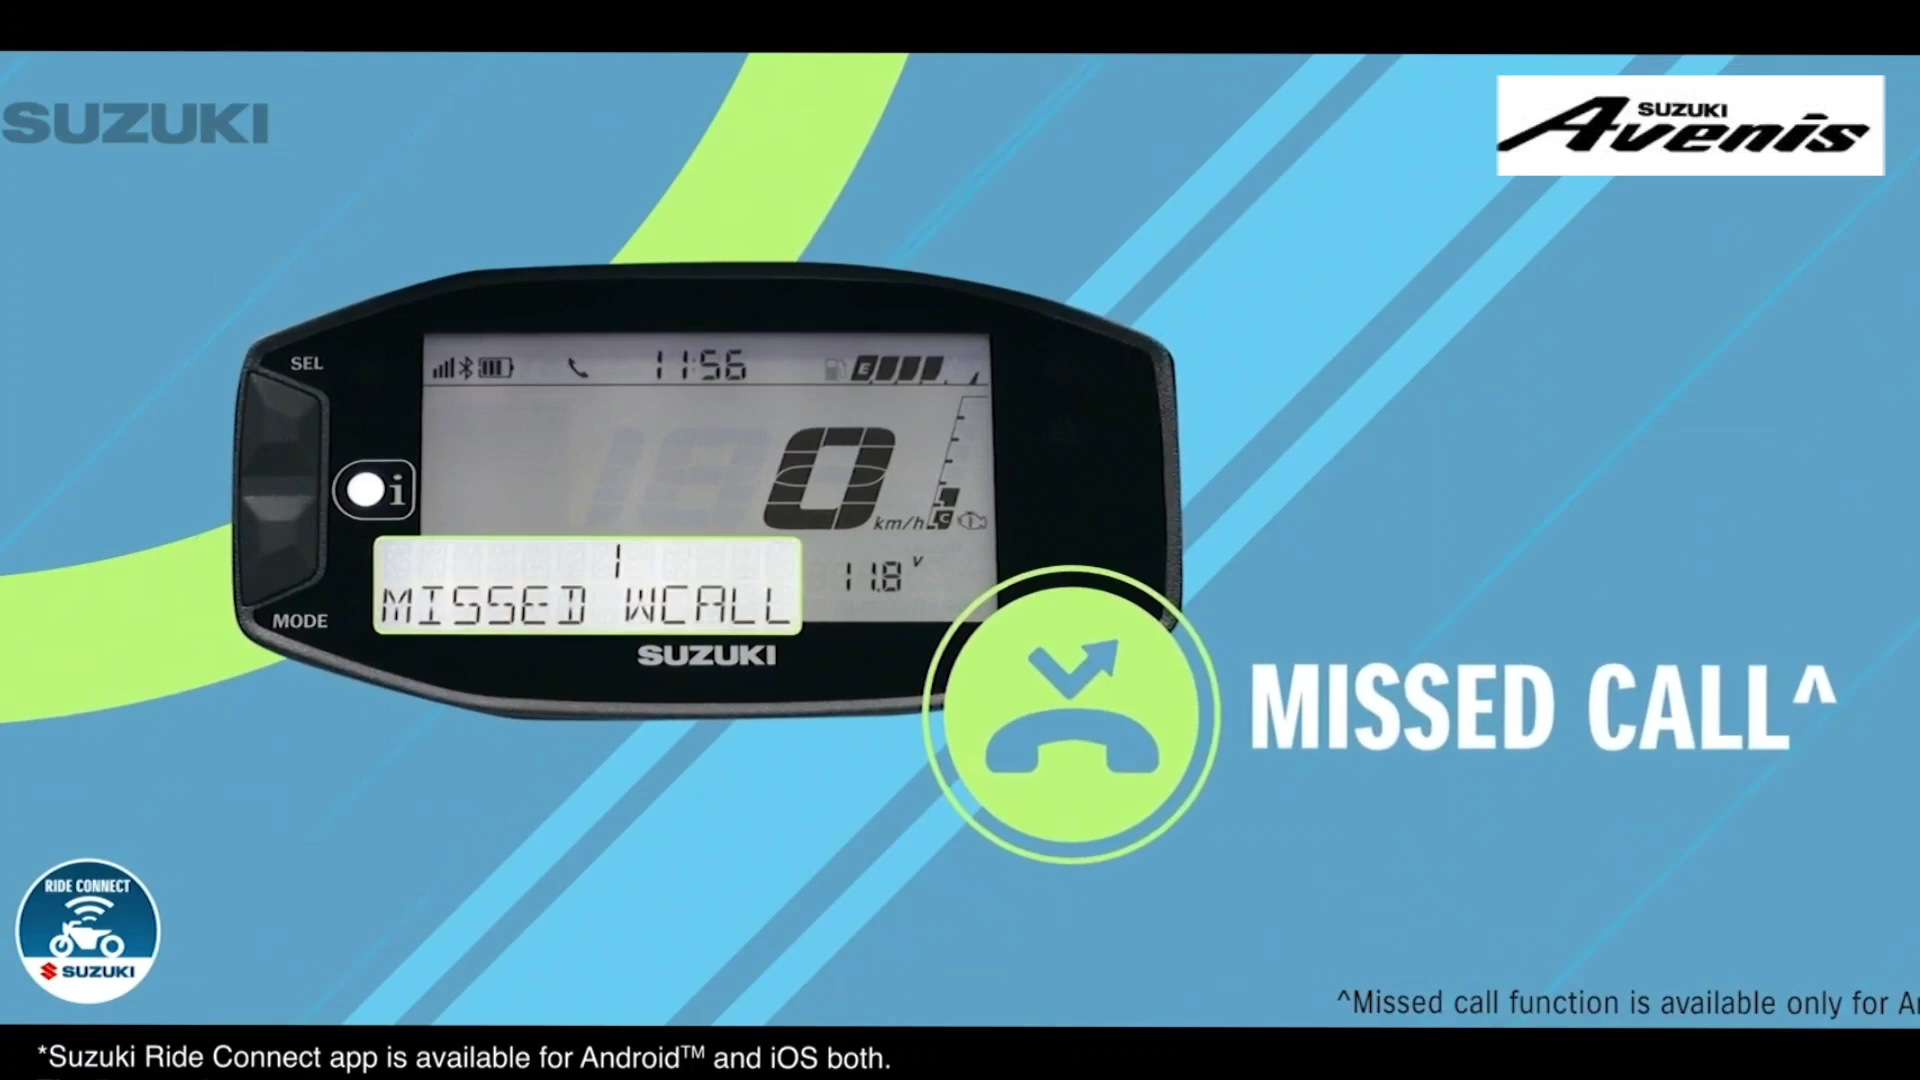 SUZUKI
SUZUKI
Avenis
SEL
11:56
E
0
km/h
C
i
1
11.8 V
MISSED WCALL
MODE
SUZUKI
MISSED CALL^
RIDE CONNECT
SUZUKI
^Missed call function is available only for
*Suzuki Ride Connect app is available for Android™ and iOS both.